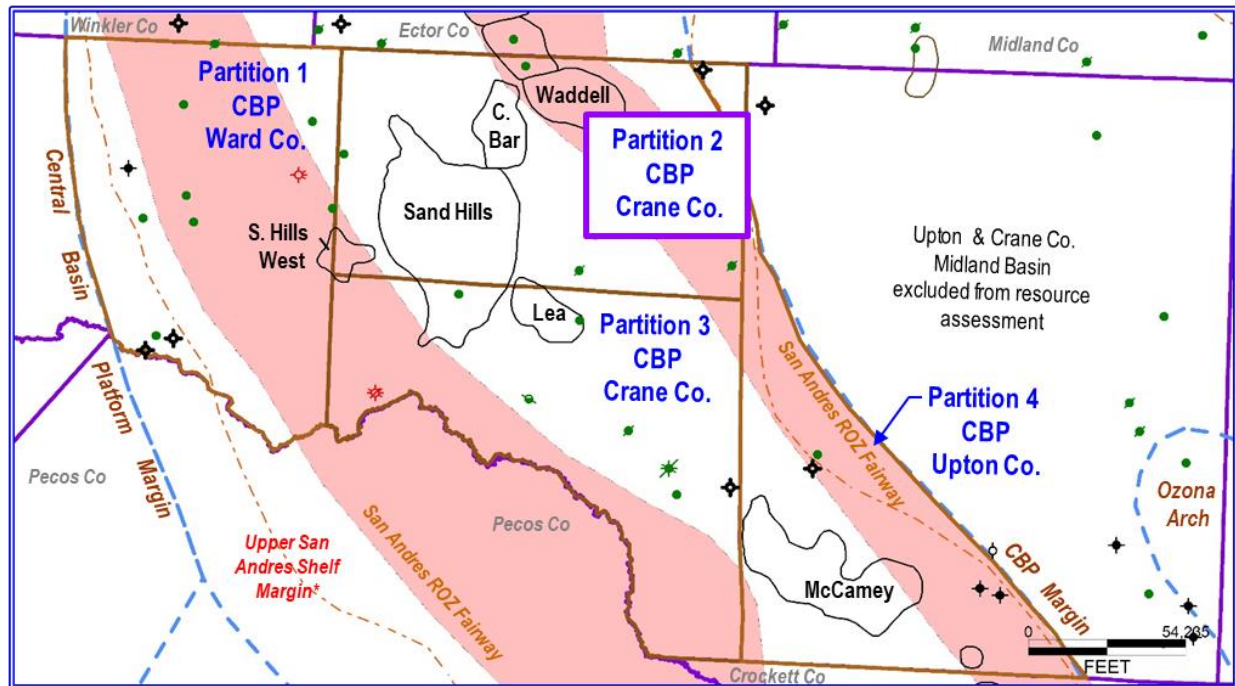 Winkler Co
Ector Co
Midland Co
Partition 1
CBP
Ward Co.
Waddell
C.
Bar
Partition 2
CBP
Crane Co.
Central
Basin
Platform
Margin
Sand Hills
S. Hills
West
Upton & Crane Co.
Midland Basin
excluded from resource
assessment
Lea
Partition 3
CBP
Crane Co.
San Andres ROZ Fairway
Partition 4
CBP
Upton Co.
Pecos Co
Pecos Co
Ozona
Arch
Upper San
Andres Shelf
Margin*
San Andres ROZ Fairway
McCamey
CBP Margin
0 54,235
FEET
Crockett Co